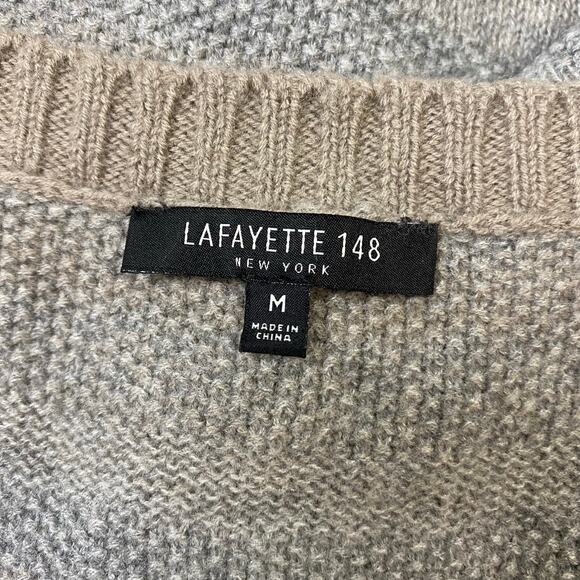 LAFAYETTE 148
NEW YORK
M
MADE IN
CHINA